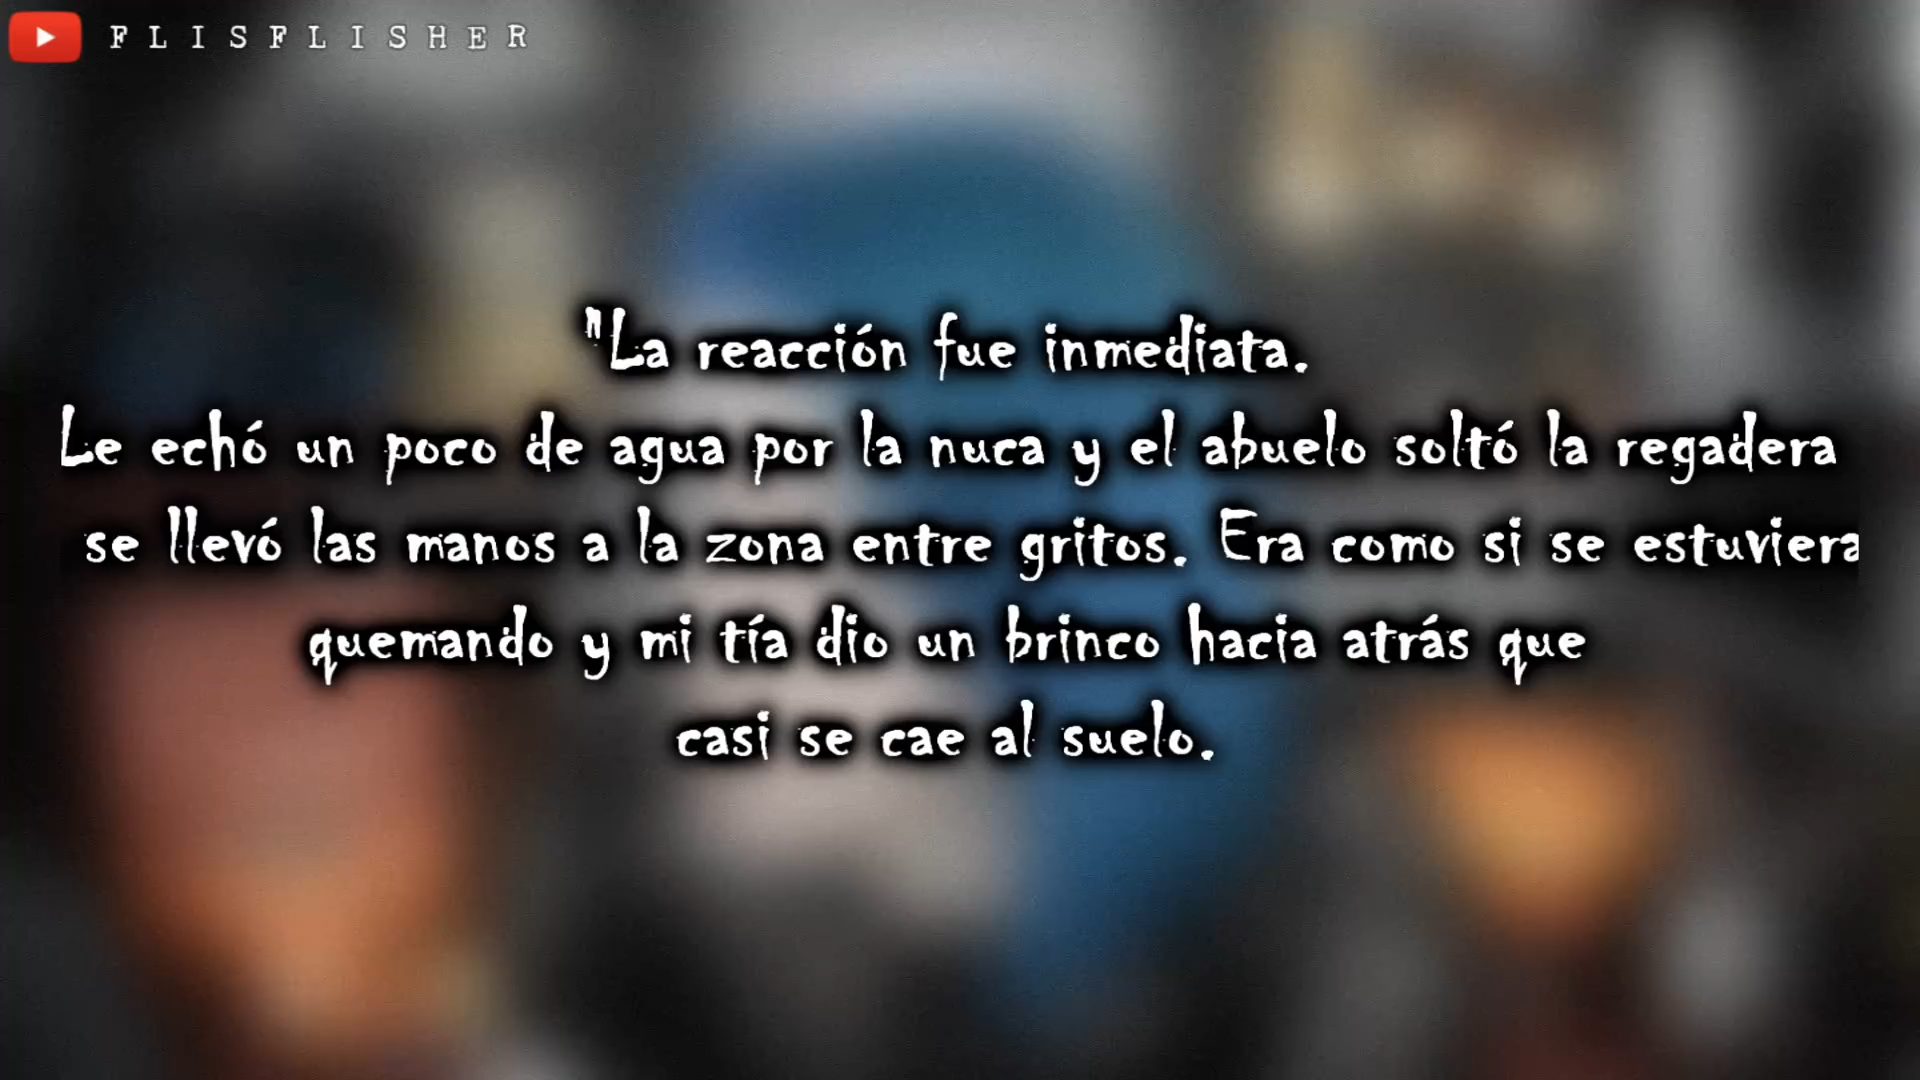 FLISFLISHER
"La reacción fue inmediata.
Le echó un poco de agua por la nuca y el abuelo soltó la regadera
se llevó las manos a la zona entre gritos. Era como si se estuviera
quemando y mi tía dio un brinco hacia atrás que
casi se cae al suelo.